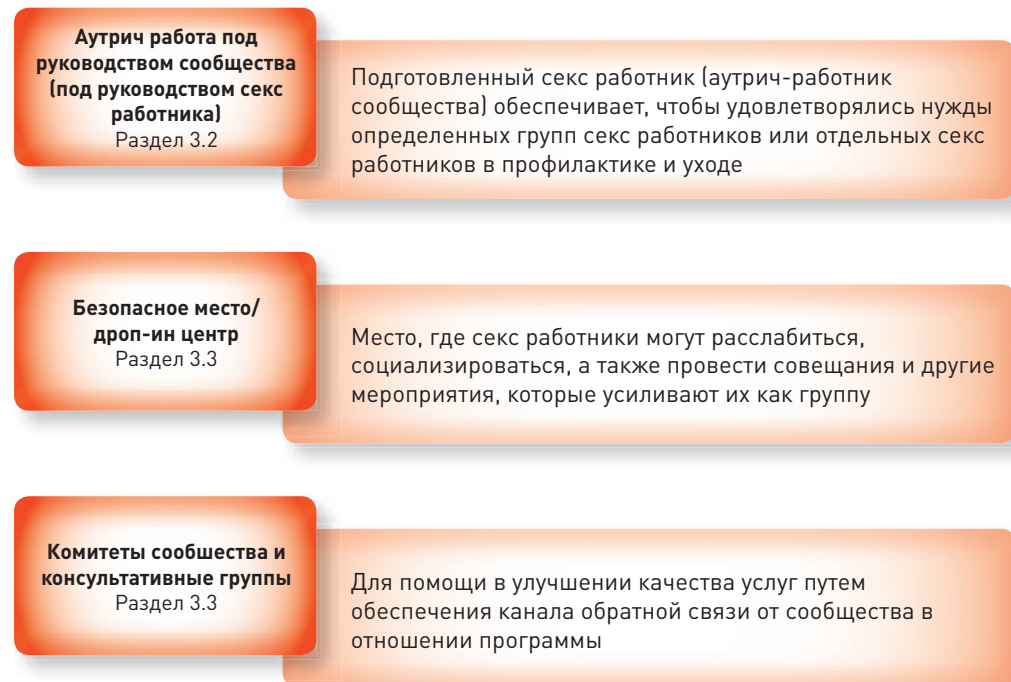 Аутрич работа под
руководством сообщества
(под руководством секс
работника)
Раздел 3.2
Подготовленный секс работник (аутрич-работник
сообщества) обеспечивает, чтобы удовлетворялись нужды
определенных групп секс работников или отдельных секс
работников в профилактике и уходе
Безопасное место/
дроп-ин центр
Раздел 3.3
Место, где секс работники могут расслабиться,
социализироваться, а также провести совещания и другие
мероприятия, которые усиливают их как группу
Комитеты сообшества и
консультативные группы
Раздел 3.3
Для помощи в улучшении качества услуг путем
обеспечения канала обратной связи от сообщества в
отношении программы